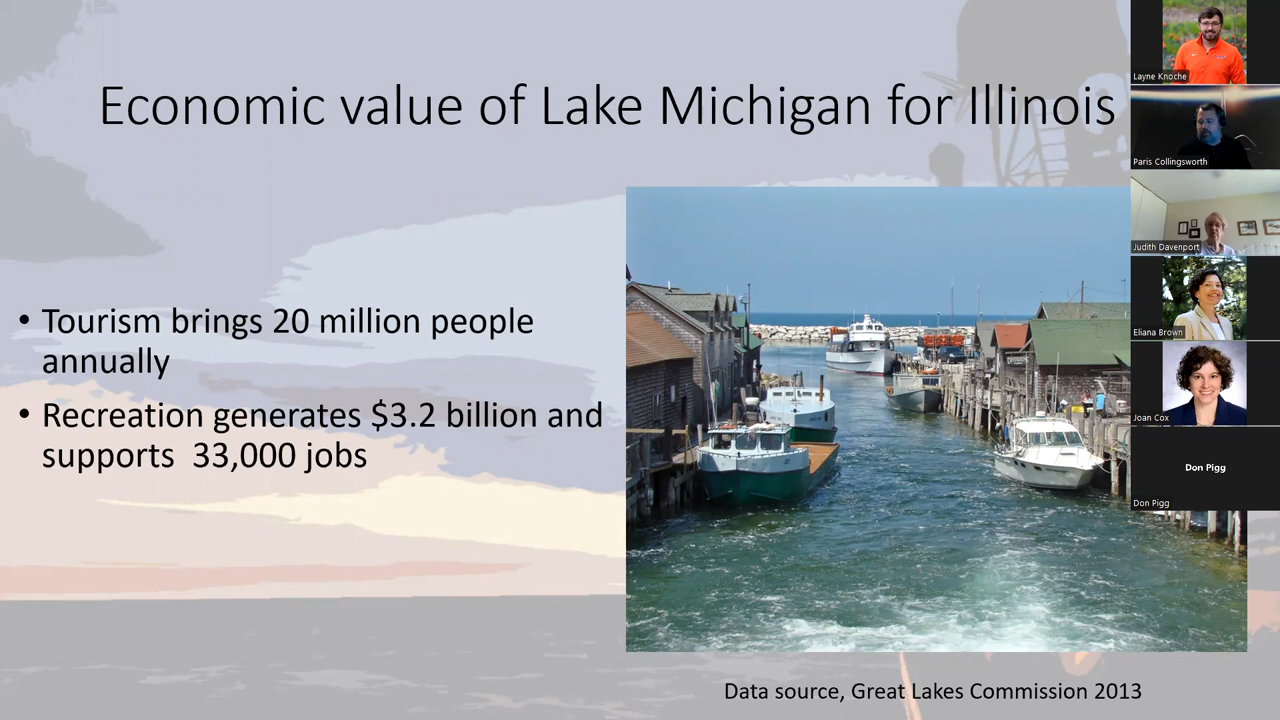 Economic value of Lake Michigan for Illinois
• Tourism brings 20 million people
annually
• Recreation generates $3.2 billion and
supports 33,000 jobs
Data source, Great Lakes Commission 2013
Layne Knoche
Paris Collingsworth
Judith Davenport
Eliana Brown
Joan Cox
Don Pigg
Don Pigg